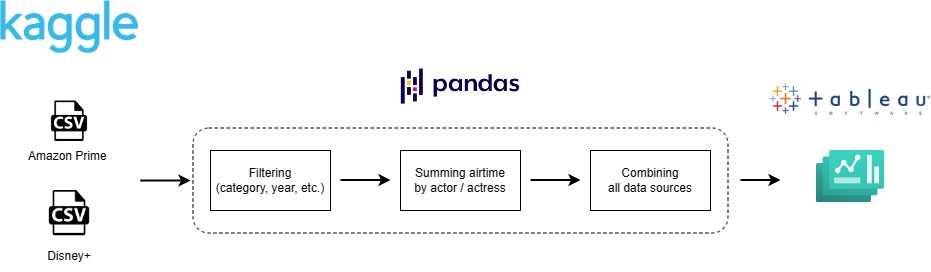 kaggle
pandas
tableau
SOFTWARE
CSV
Amazon Prime
CSV
Disney+
Filtering
(category, year, etc.)
Summing airtime
by actor / actress
Combining
all data sources